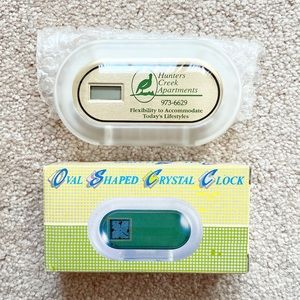 Hunters
Creek
Apartments
973-6629
Flexibility to Accommodate
Today's Lifestyles
Oval Shaped Crystal Clock